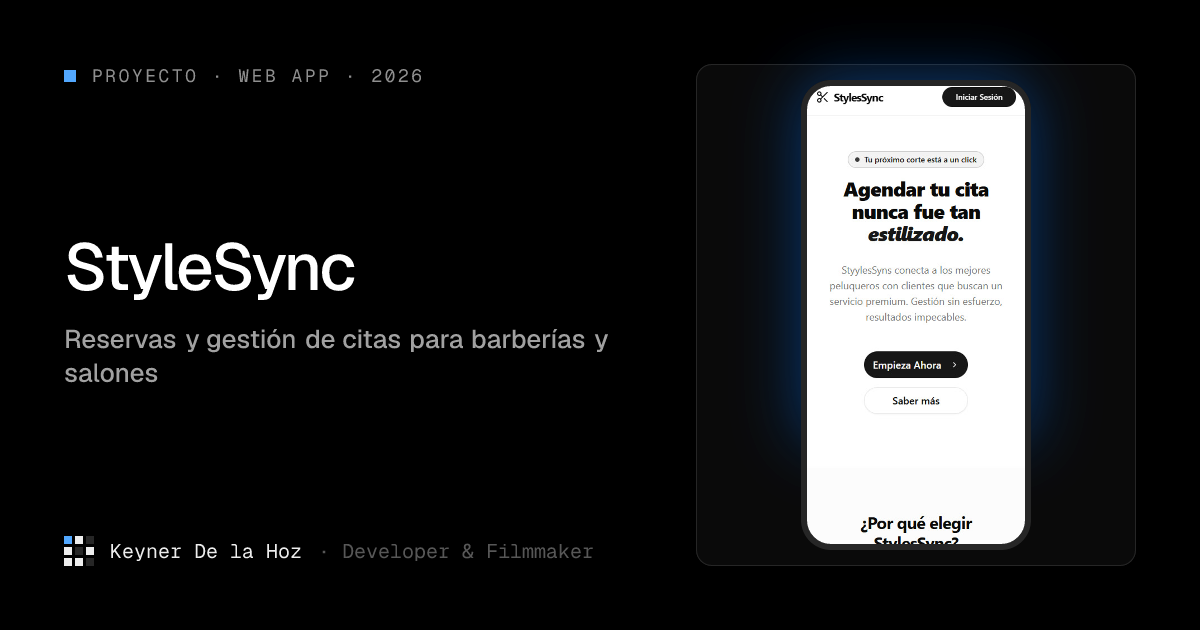 PROYECTO · WEB APP · 2026
StyleSync
Reservas y gestión de citas para barberías y
salones
Keyner De la Hoz · Developer & Filmmaker
StylesSync
Iniciar Sesión
Tu próximo corte está a un click
Agendar tu cita
nunca fue tan
estilizado.
StyylesSyns conecta a los mejores
peluqueros con clientes que buscan un
servicio premium. Gestión sin esfuerzo,
resultados impecables.
Empieza Ahora
Saber más
¿Por qué elegir
StylesSync?